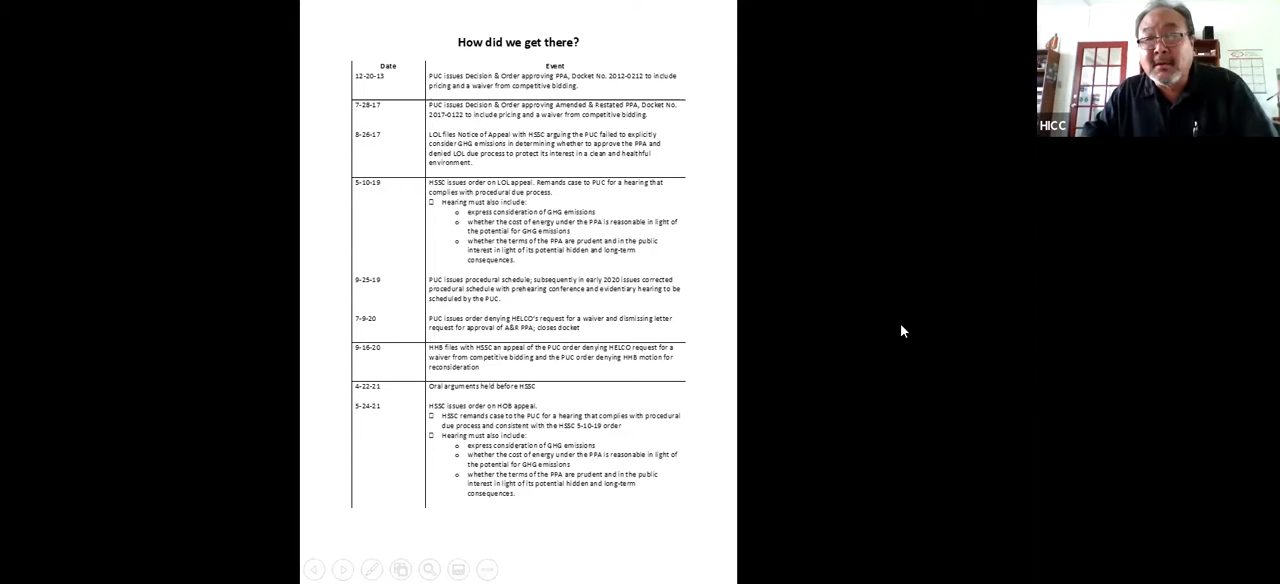 How did we get there?
Date Event
12-20-13 PUC issues Decision & Order approving PPA, Docket No. 2012-0212 to include
pricing and a waiver from competitive bidding.
7-28-17 PUC issues Decision & Order approving Amended & Restated PPA, Docket No.
2017-0122 to include pricing and a waiver from competitive bidding.
8-26-17 LOL files Notice of Appeal with HSSC arguing the PUC failed to explicitly
consider GHG emissions in determining whether to approve the PPA and
denied LOL due process to protect its interest in a clean and healthful
environment.
5-10-19 HSSC issues order on LOL appeal. Remands case to PUC for a hearing that
complies with procedural due process.
Hearing must also include:
o express consideration of GHG emissions
o whether the cost of energy under the PPA is reasonable in light of
the potential for GHG emissions
o whether the terms of the PPA are prudent and in the public
interest in light of its potential hidden and long-term
consequences.
9-25-19 PUC issues procedural schedule; subsequently in early 2020 issues corrected
procedural schedule with prehearing conference and evidentiary hearing to be
scheduled by the PUC.
7-9-20 PUC issues order denying HELCO's request for a waiver and dismissing letter
request for approval of A&R PPA; closes docket
9-16-20 HHB files with HSSC an appeal of the PUC order denying HELCO request for a
waiver from competitive bidding and the PUC order denying HHB motion for
reconsideration
4-22-21 Oral arguments held before HSSC
5-24-21 HSSC issues order on HOB appeal.
HSSC remands case to the PUC for a hearing that complies with procedural
due process and consistent with the HSSC 5-10-19 order
Hearing must also include:
o express consideration of GHG emissions
o whether the cost of energy under the PPA is reasonable in light of
the potential for GHG emissions
o whether the terms of the PPA are prudent and in the public
interest in light of its potential hidden and long-term
consequences.
HICC